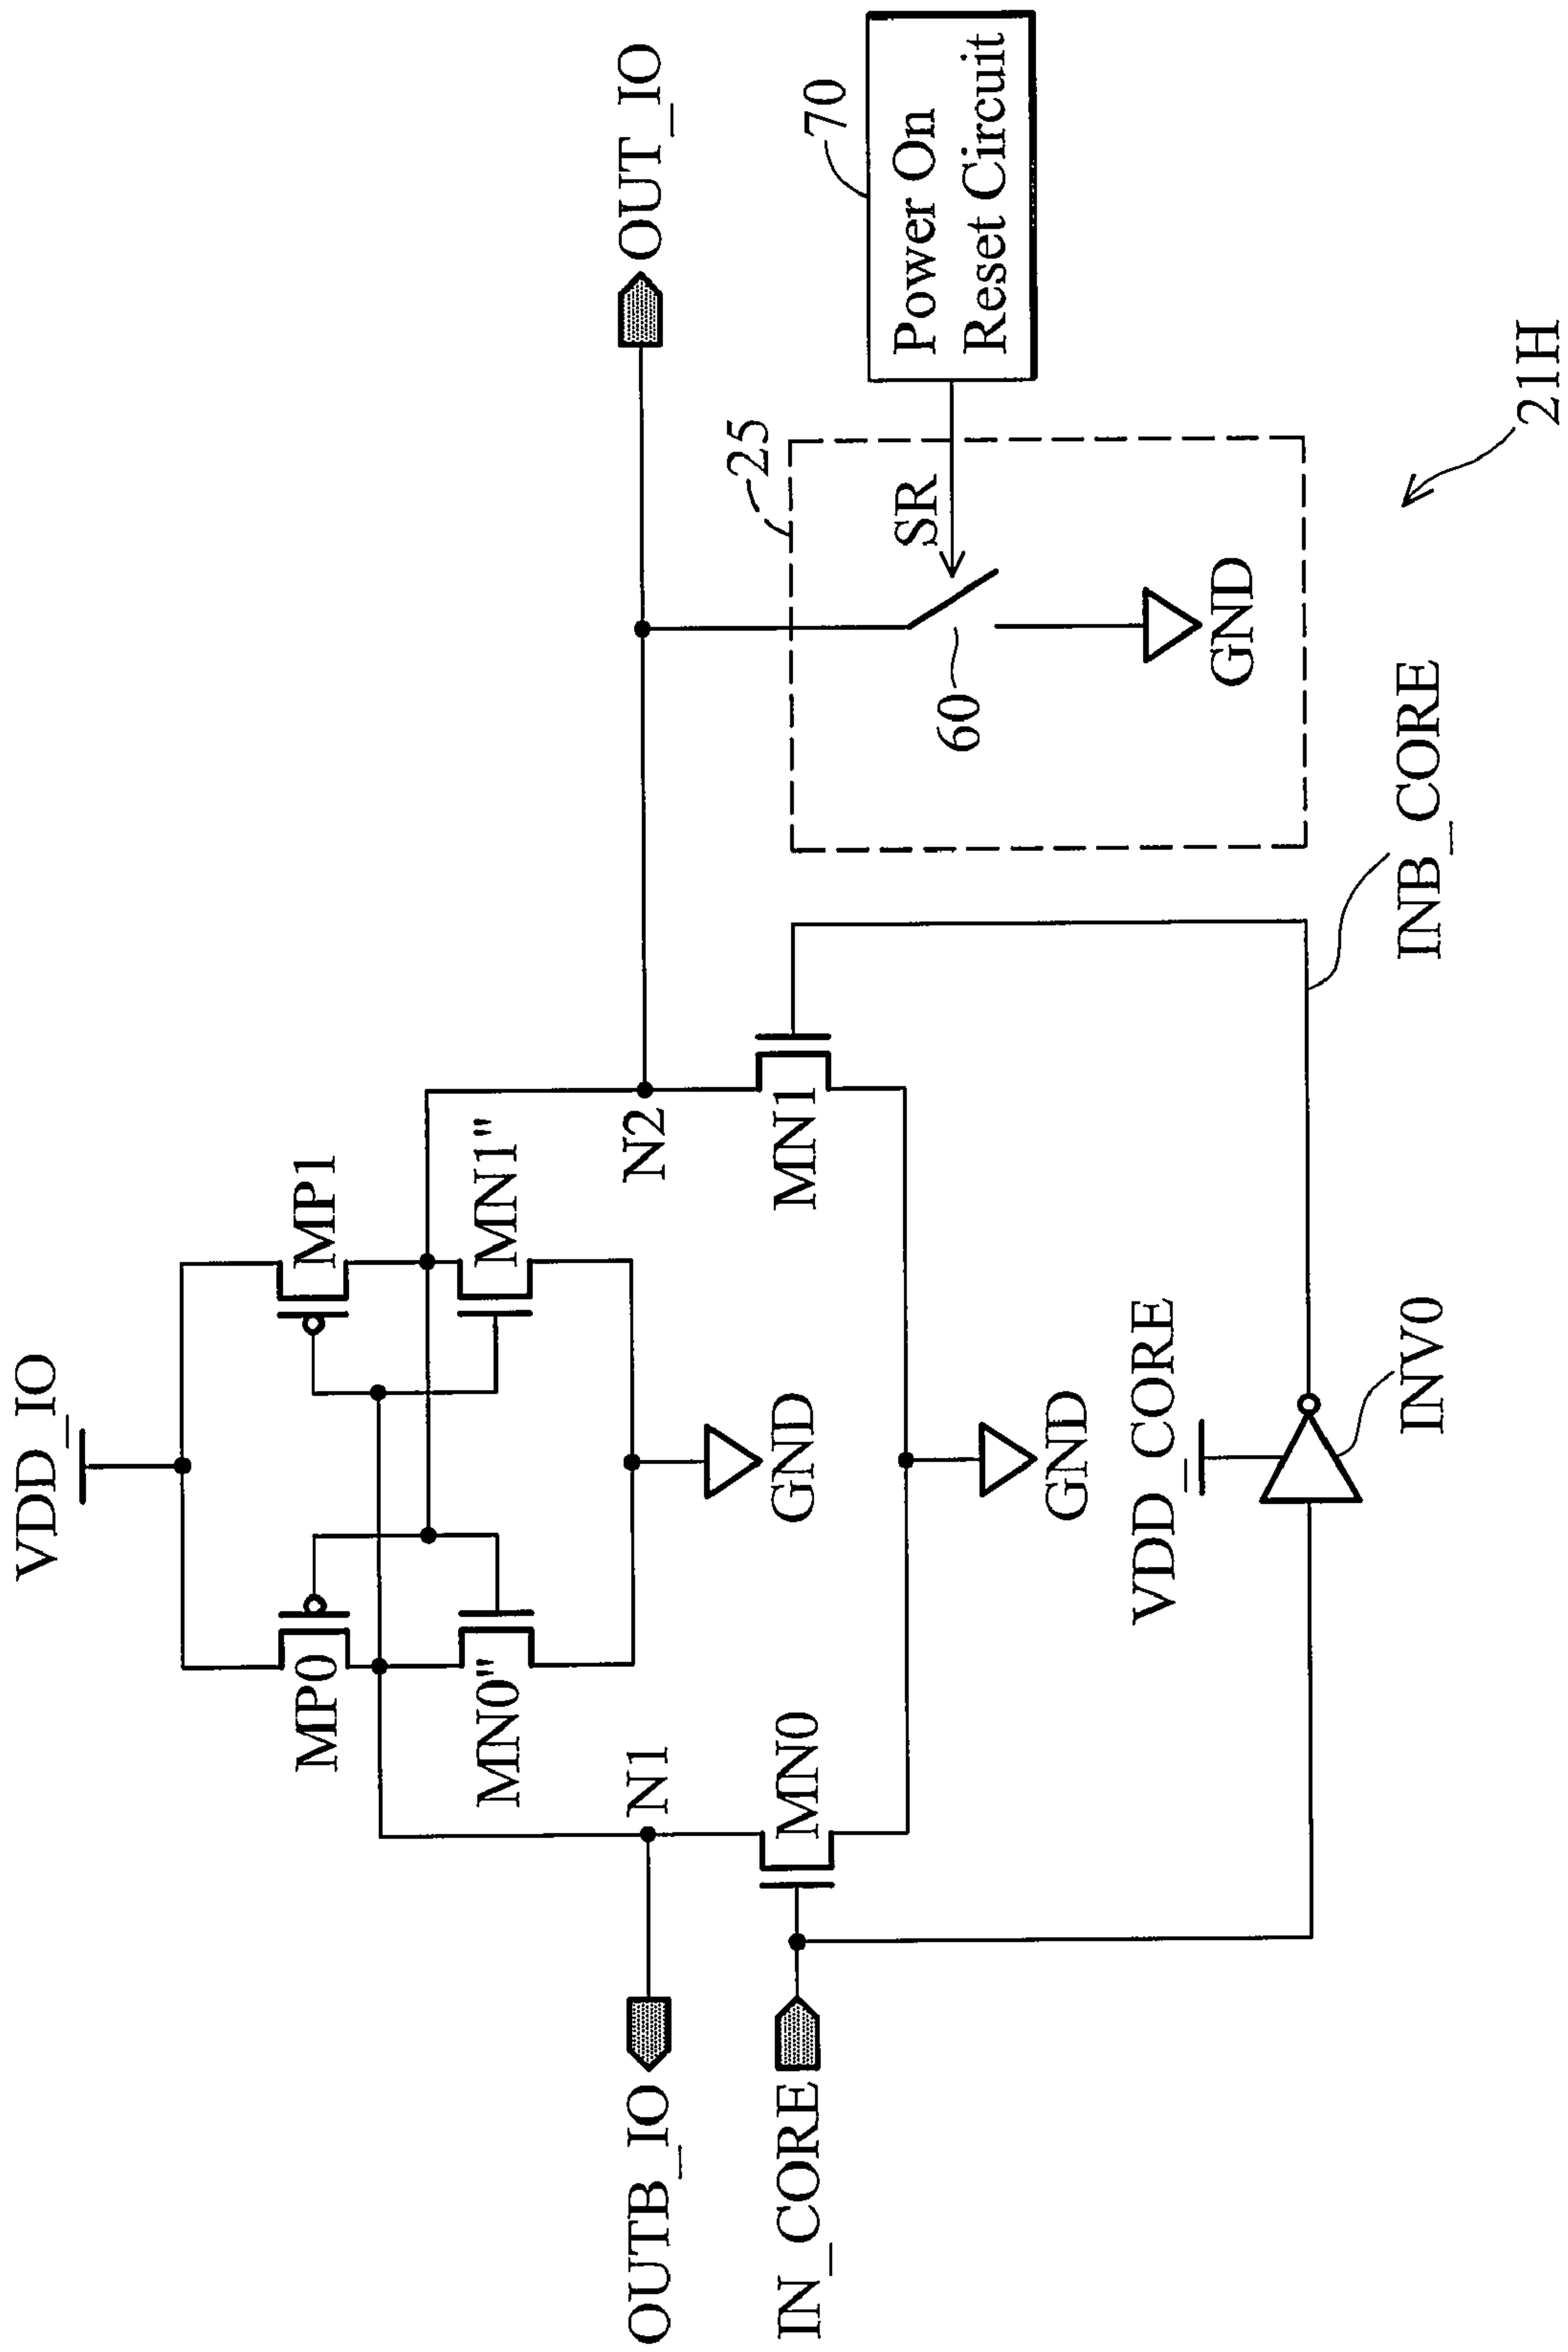 VDD_IO
MP0
MP1
MN0"
MN1"
GND
OUTB_IO
N1
N2
OUT_IO
IN_CORE
MN0
MN1
GND
25
SR
60
GND
70
Power On
Reset Circuit
VDD_CORE
INV0
INB_CORE
21H